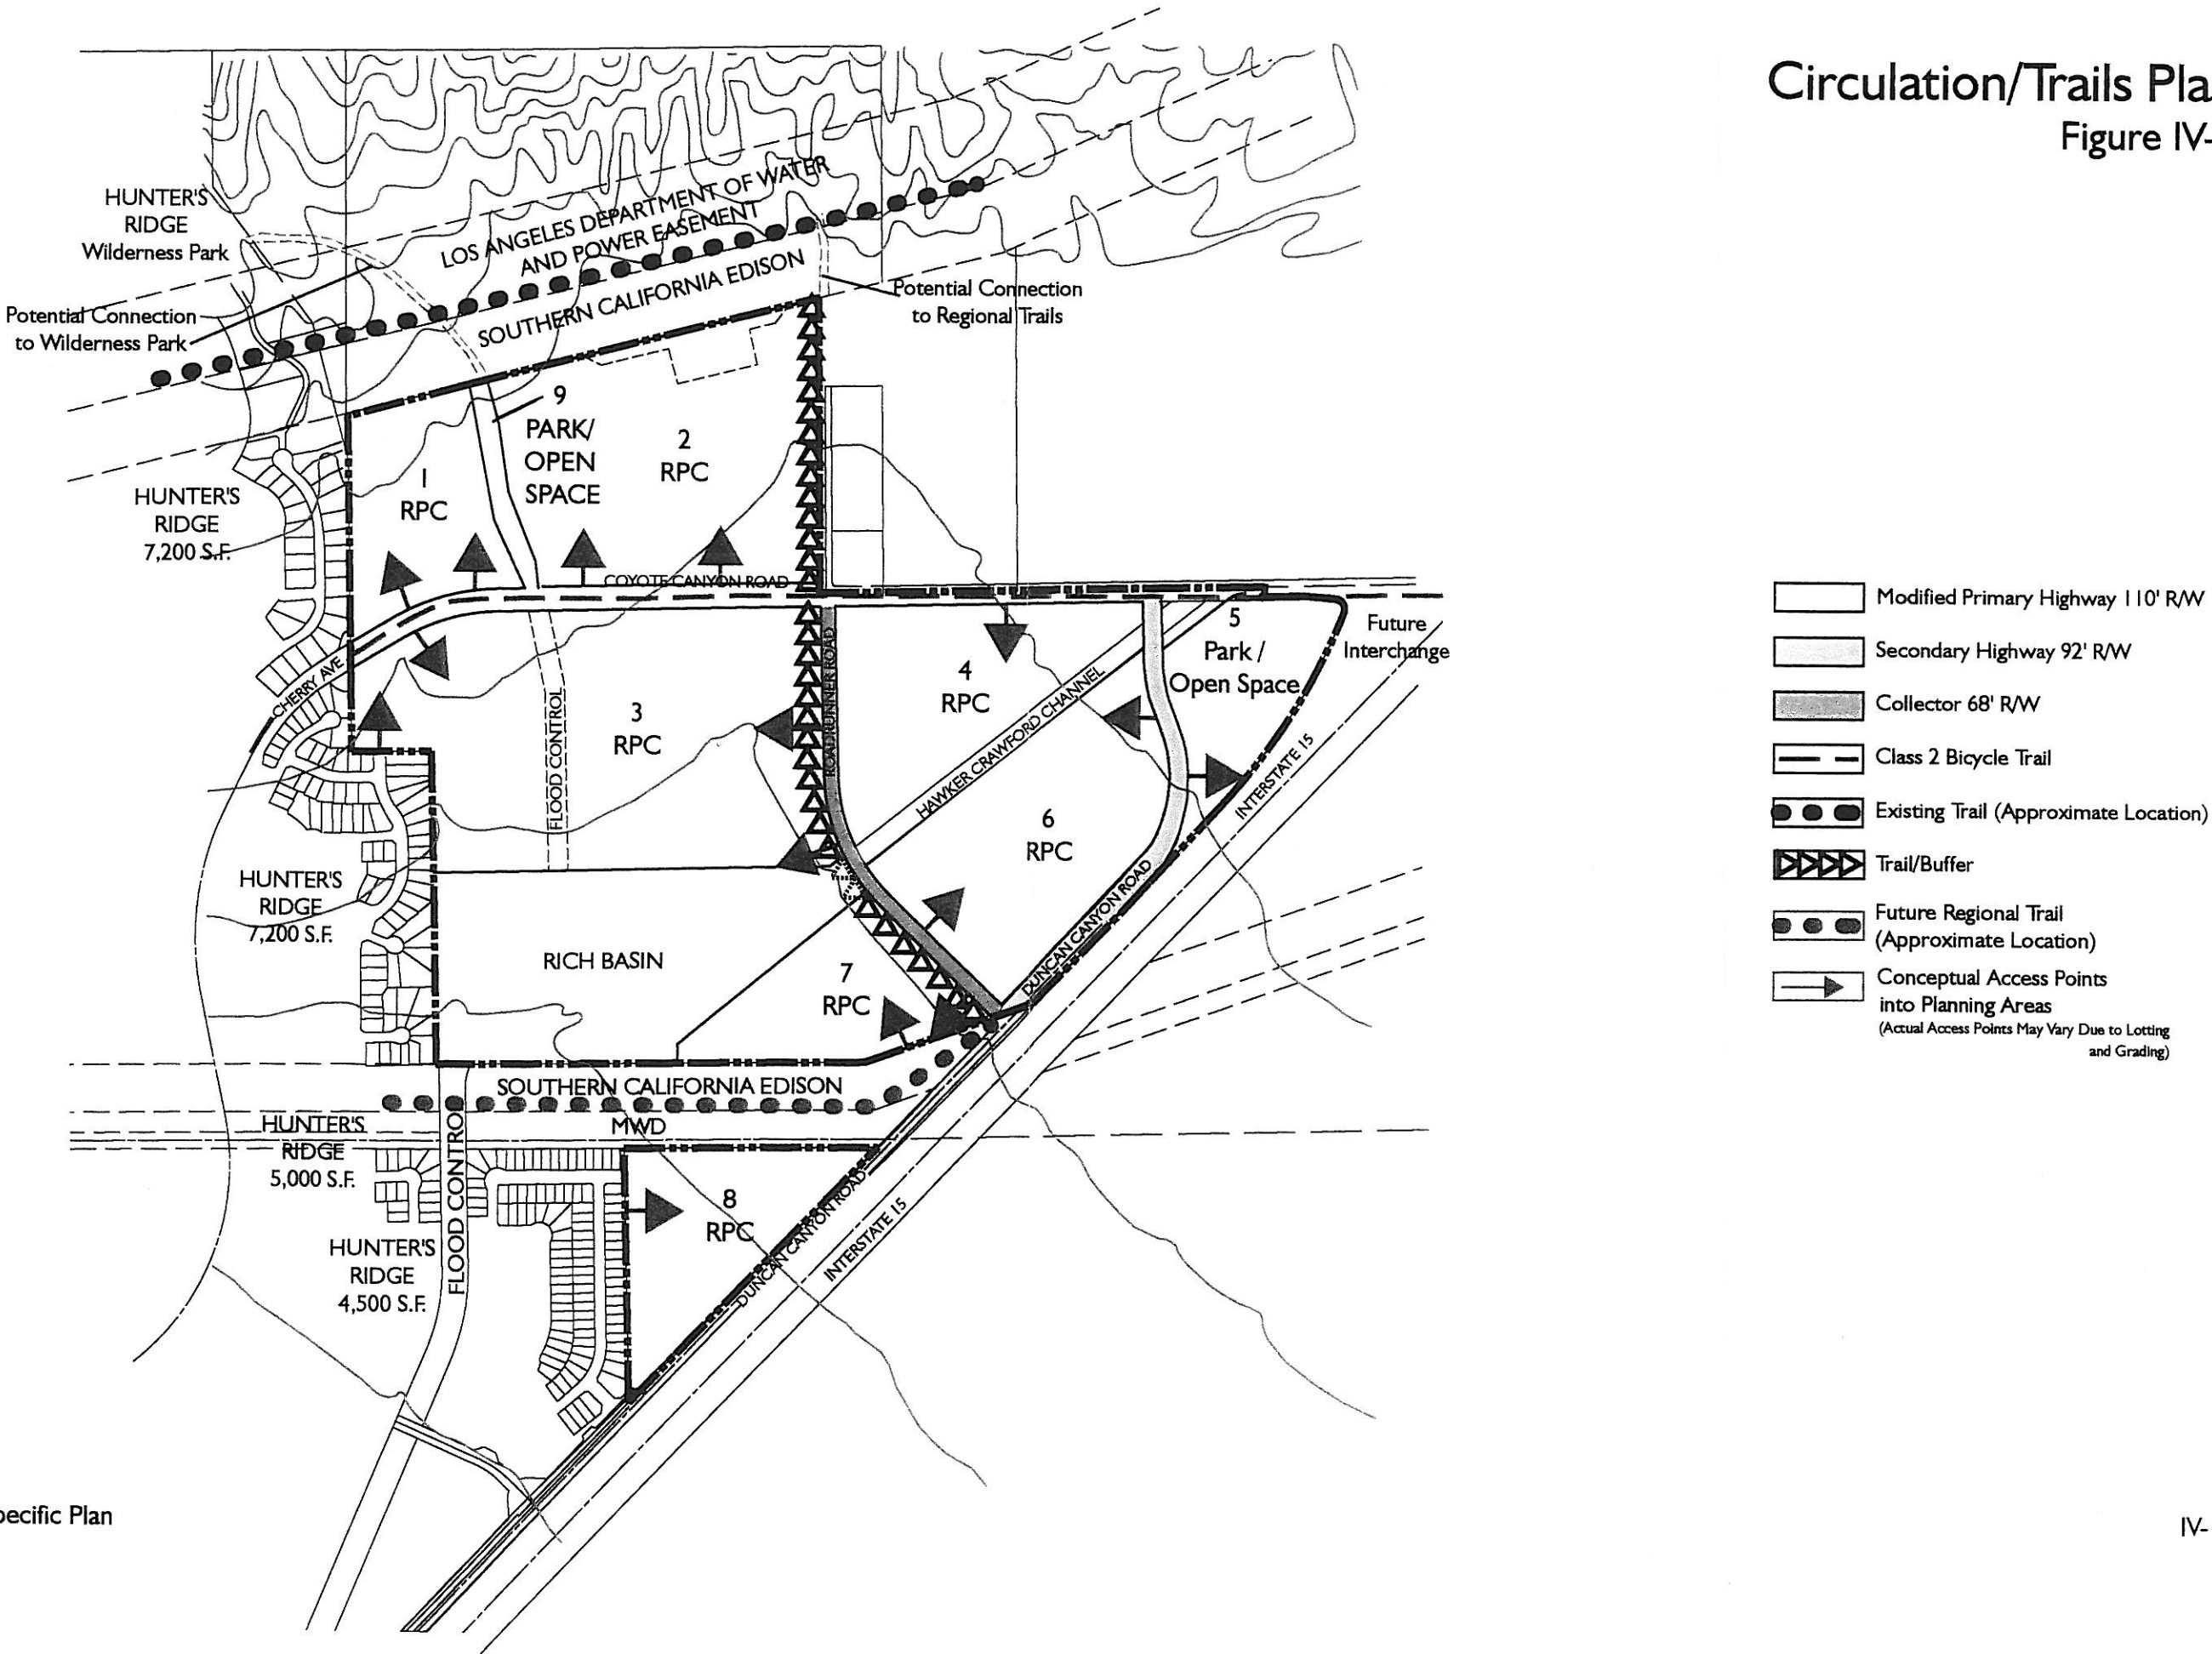 Circulation/Trails Pla
Figure IV-
LOS ANGELES DEPARTMENT OF WATER
AND POWER EASEMENT
SOUTHERN CALIFORNIA EDISON
HUNTER'S
RIDGE
Wilderness Park
Potential Connection
to Wilderness Park
Potential Connection
to Regional Trails
9
PARK/
OPEN
SPACE
2
RPC
1
RPC
HUNTER'S
RIDGE
7,200 S.F.
COYOTE CANYON ROAD
CHERRY AVE
5
Park /
Open Space
Future
Interchange
4
RPC
3
RPC
FLOOD CONTROL
ROADRUNNER ROAD
HAWKER CRAWFORD CHANNEL
INTERSTATE 15
6
RPC
DUNCAN CANYON ROAD
HUNTER'S
RIDGE
7,200 S.F.
RICH BASIN
7
RPC
SOUTHERN CALIFORNIA EDISON
MWD
HUNTER'S
RIDGE
5,000 S.F.
FLOOD CONTROL
8
RPC
DUNCAN CANYON ROAD
INTERSTATE 15
HUNTER'S
RIDGE
4,500 S.F.
Modified Primary Highway 110' R/W
Secondary Highway 92' R/W
Collector 68' R/W
Class 2 Bicycle Trail
Existing Trail (Approximate Location)
Trail/Buffer
Future Regional Trail
(Approximate Location)
Conceptual Access Points
into Planning Areas
(Actual Access Points May Vary Due to Lotting
and Grading)
pecific Plan
IV-